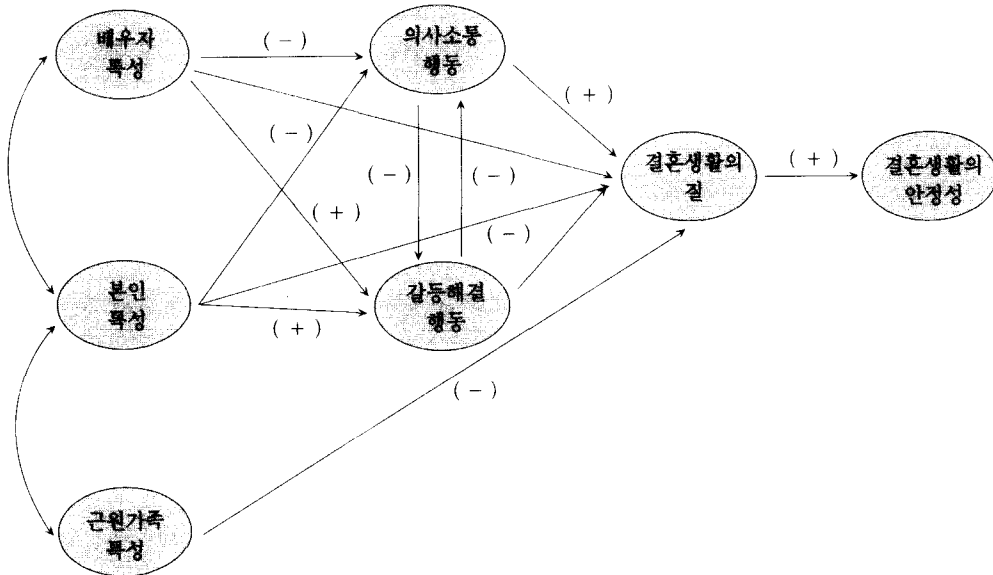 배우자
특성
( − )
의사소통
행동
( + )
( − )
결혼생활의
질
( + )
결혼생활의
안정성
( − )
( − )
( + )
( − )
본인
특성
( + )
갈등해결
행동
( − )
근원가족
특성